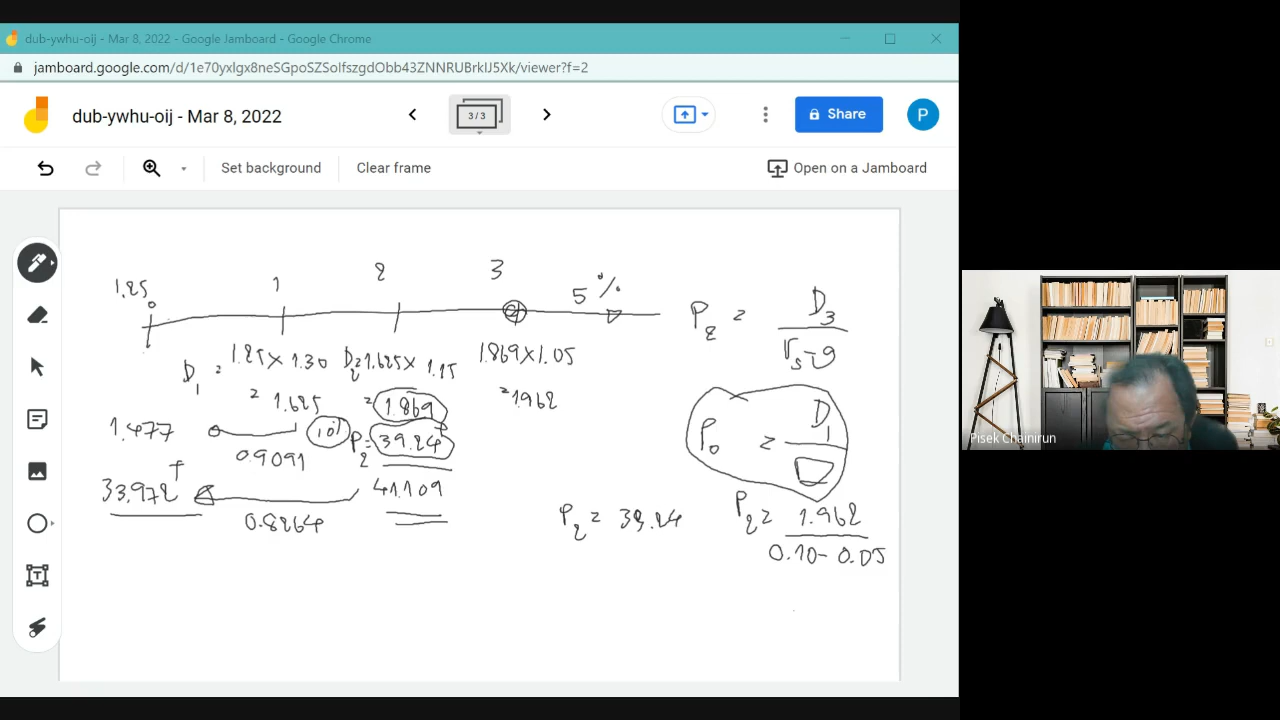 dub-ywhu-oij - Mar 8, 2022 - Google Jamboard - Google Chrome
jamboard.google.com/d/1e70yxlgx8neSGpoSZSolfszgdObb43ZNNRUBrkIJ5Xk/viewer?f=2
dub-ywhu-oij - Mar 8, 2022
3 / 3
Share
P
Set background
Clear frame
Open on a Jamboard
1.25
0
1
2
3
5 %
P2 =
D3
rs-g
D1 = 1.25 × 1.30
= 1.625
D2 = 1.625 × 1.15
= 1.869
1.869 × 1.05
= 1.962
P0 =
D1
1.477
0.9091
10%
P2 = 39.24
+
33.972
0.8264
41.109
P2 = 39.24
P2 =
1.962
0.10 - 0.05
Pisek Chainirun